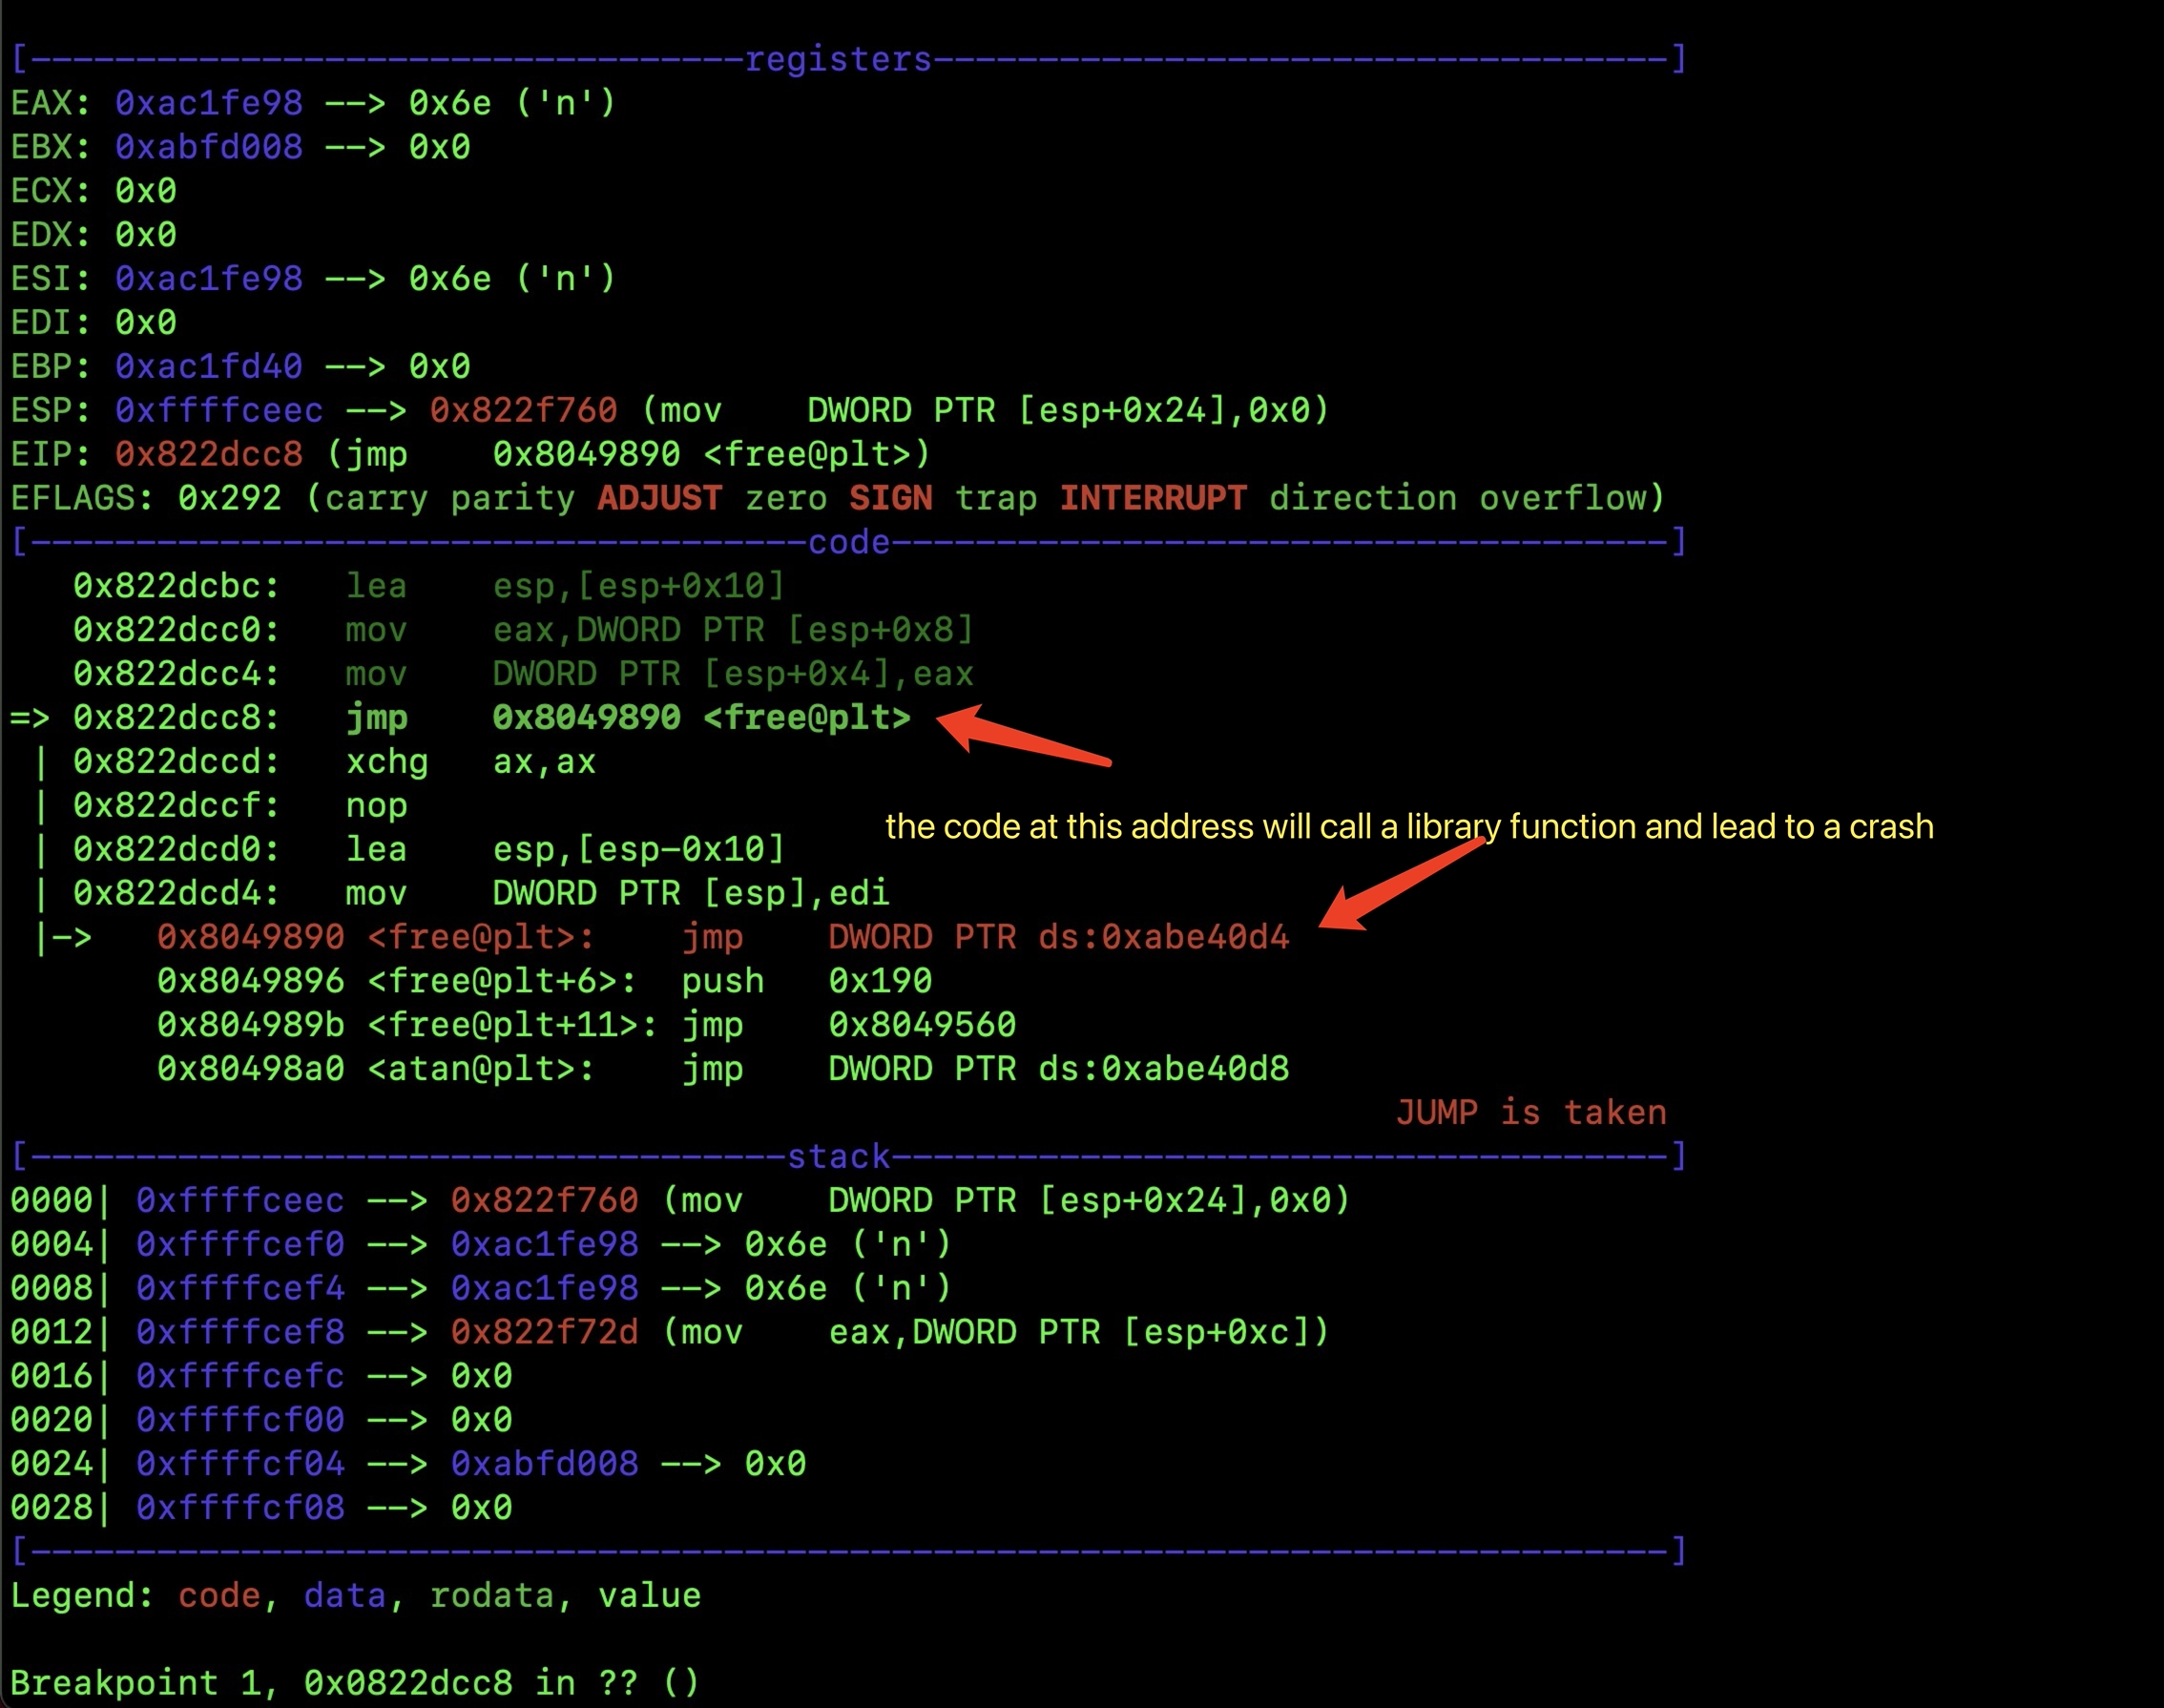 [----------------------------------registers-----------------------------------]
EAX: 0xac1fe98 --> 0x6e ('n')
EBX: 0xabfd008 --> 0x0
ECX: 0x0
EDX: 0x0
ESI: 0xac1fe98 --> 0x6e ('n')
EDI: 0x0
EBP: 0xac1fd40 --> 0x0
ESP: 0xffffceec --> 0x822f760 (mov    DWORD PTR [esp+0x24],0x0)
EIP: 0x822dcc8 (jmp    0x8049890 <free@plt>)
EFLAGS: 0x292 (carry parity ADJUST zero SIGN trap INTERRUPT direction overflow)
[-------------------------------------code-------------------------------------]
   0x822dcbc:   lea    esp,[esp+0x10]
   0x822dcc0:   mov    eax,DWORD PTR [esp+0x8]
   0x822dcc4:   mov    DWORD PTR [esp+0x4],eax
=> 0x822dcc8:   jmp    0x8049890 <free@plt>
 | 0x822dccd:   xchg   ax,ax
 | 0x822dccf:   nop
the code at this address will call a library function and lead to a crash
 | 0x822dcd0:   lea    esp,[esp-0x10]
 | 0x822dcd4:   mov    DWORD PTR [esp],edi
 |->   0x8049890 <free@plt>:    jmp    DWORD PTR ds:0xabe40d4
       0x8049896 <free@plt+6>:  push   0x190
       0x804989b <free@plt+11>: jmp    0x8049560
       0x80498a0 <atan@plt>:    jmp    DWORD PTR ds:0xabe40d8
                                                                  JUMP is taken
[------------------------------------stack-------------------------------------]
0000| 0xffffceec --> 0x822f760 (mov    DWORD PTR [esp+0x24],0x0)
0004| 0xffffcef0 --> 0xac1fe98 --> 0x6e ('n')
0008| 0xffffcef4 --> 0xac1fe98 --> 0x6e ('n')
0012| 0xffffcef8 --> 0x822f72d (mov    eax,DWORD PTR [esp+0xc])
0016| 0xffffcefc --> 0x0
0020| 0xffffcf00 --> 0x0
0024| 0xffffcf04 --> 0xabfd008 --> 0x0
0028| 0xffffcf08 --> 0x0
[------------------------------------------------------------------------------]
Legend: code, data, rodata, value
Breakpoint 1, 0x0822dcc8 in ?? ()